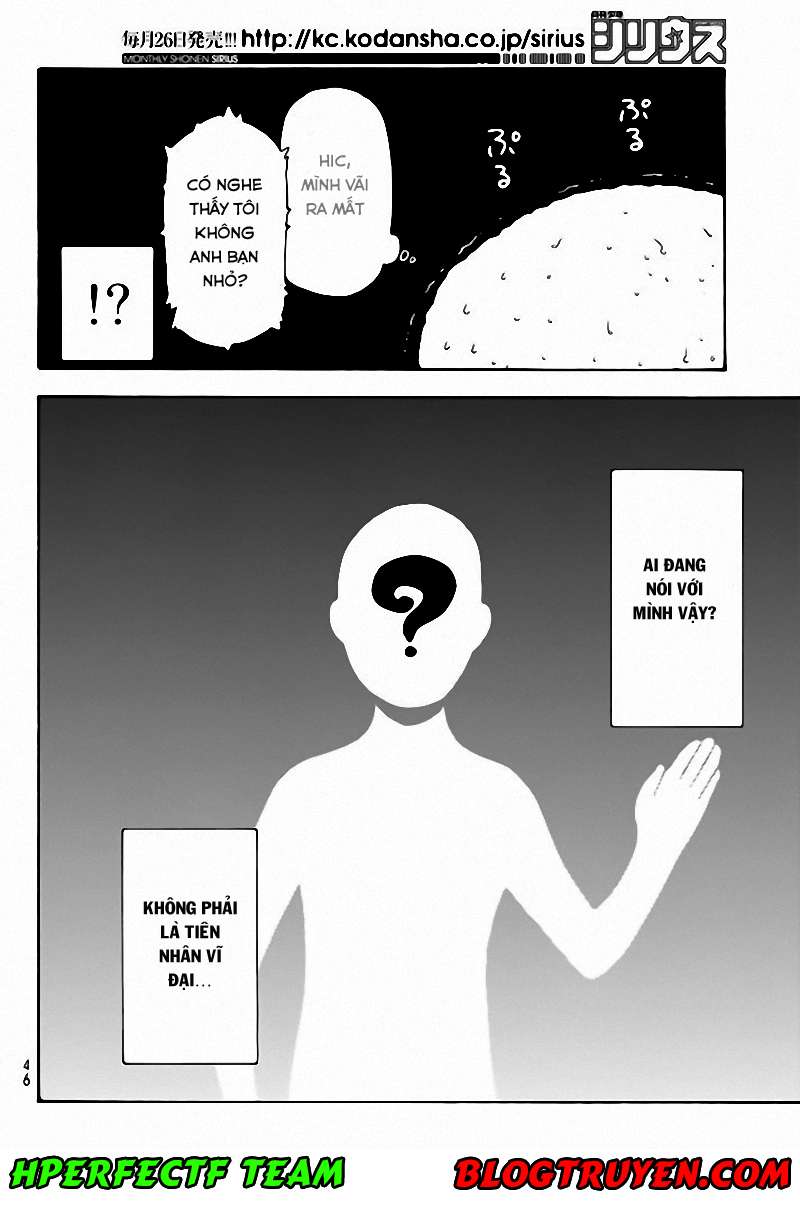 毎月26日発売!!! http://kc.kodansha.co.jp/sirius シリウス
MONTHLY SHONEN SIRIUS
ぷる
ぷる
HIC,
MÌNH VÃI
RA MẤT
CÓ NGHE
THẤY TÔI
KHÔNG
ANH BẠN
NHỎ?
!?
AI ĐANG
NÓI VỚI
MÌNH VẬY?
?
KHÔNG PHẢI
LÀ TIÊN
NHÂN VĨ
ĐẠI...
46
HPERFECTF TEAM
BLOGTRUYEN.COM